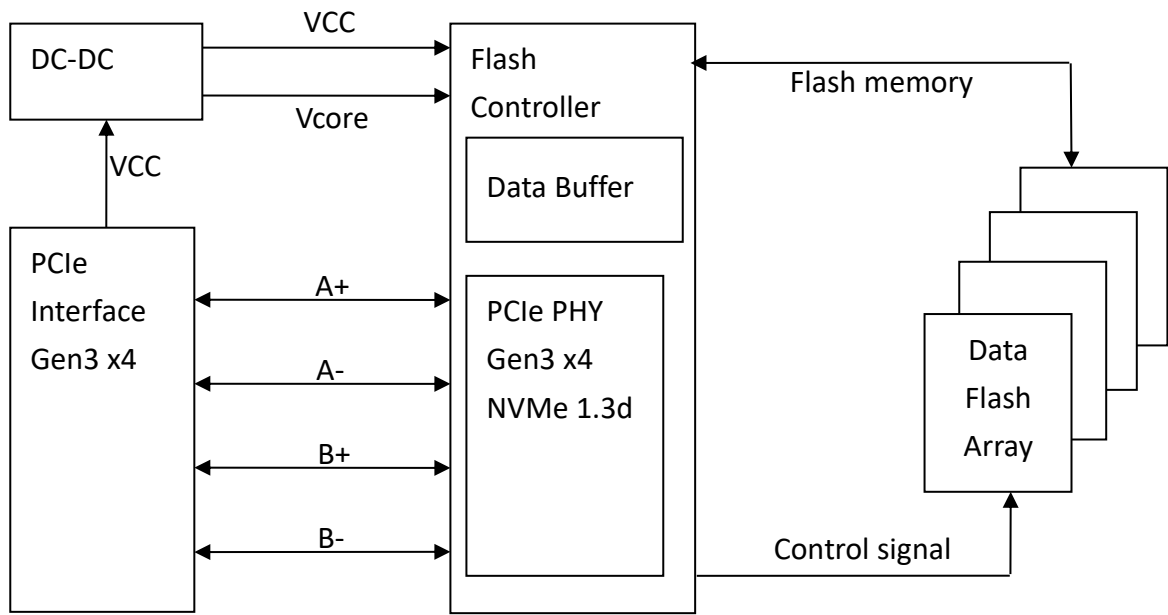 VCC
DC-DC
Flash
Controller
Flash memory
Vcore
VCC
Data Buffer
PCIe
Interface
Gen3 x4
A+
A-
B+
B-
PCIe PHY
Gen3 x4
NVMe 1.3d
Data
Flash
Array
Control signal